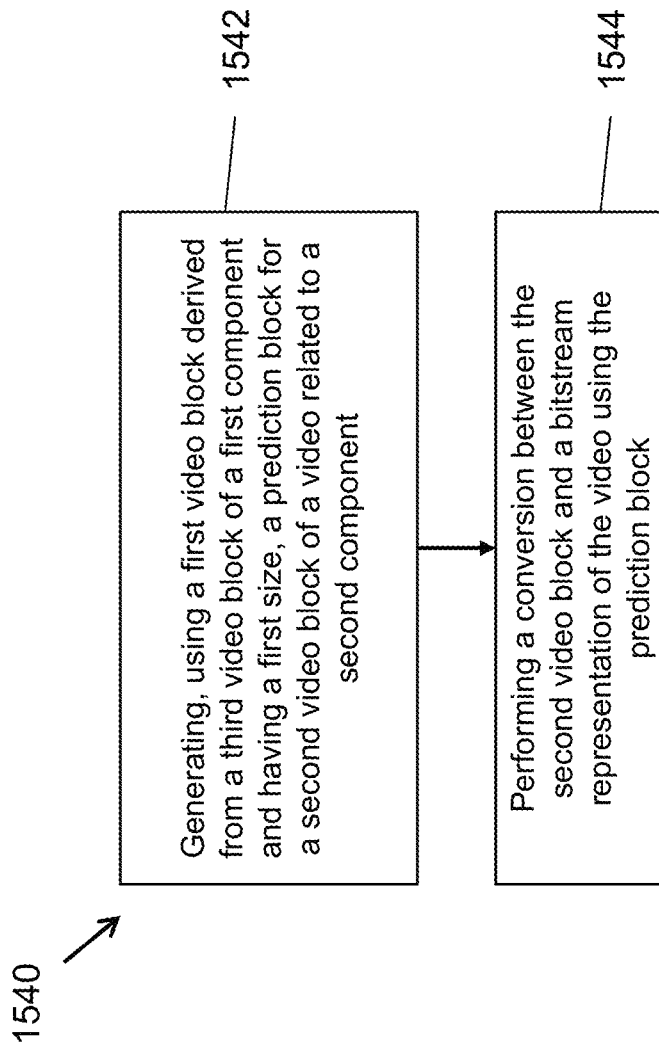 1540
Generating, using a first video block derived
from a third video block of a first component
and having a first size, a prediction block for
a second video block of a video related to a
second component
1542
Performing a conversion between the
second video block and a bitstream
representation of the video using the
prediction block
1544